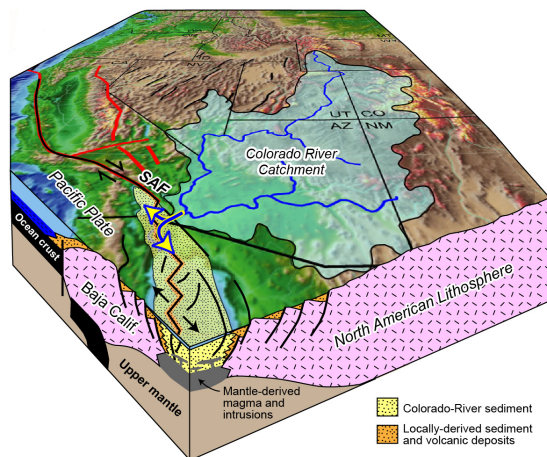 UT
CO
AZ
NM
Colorado River
Catchment
SAF
Pacific Plate
Ocean crust
Baja Calif.
North American Lithosphere
Upper mantle
Mantle-derived
magma and
intrusions
Colorado-River sediment
Locally-derived sediment
and volcanic deposits